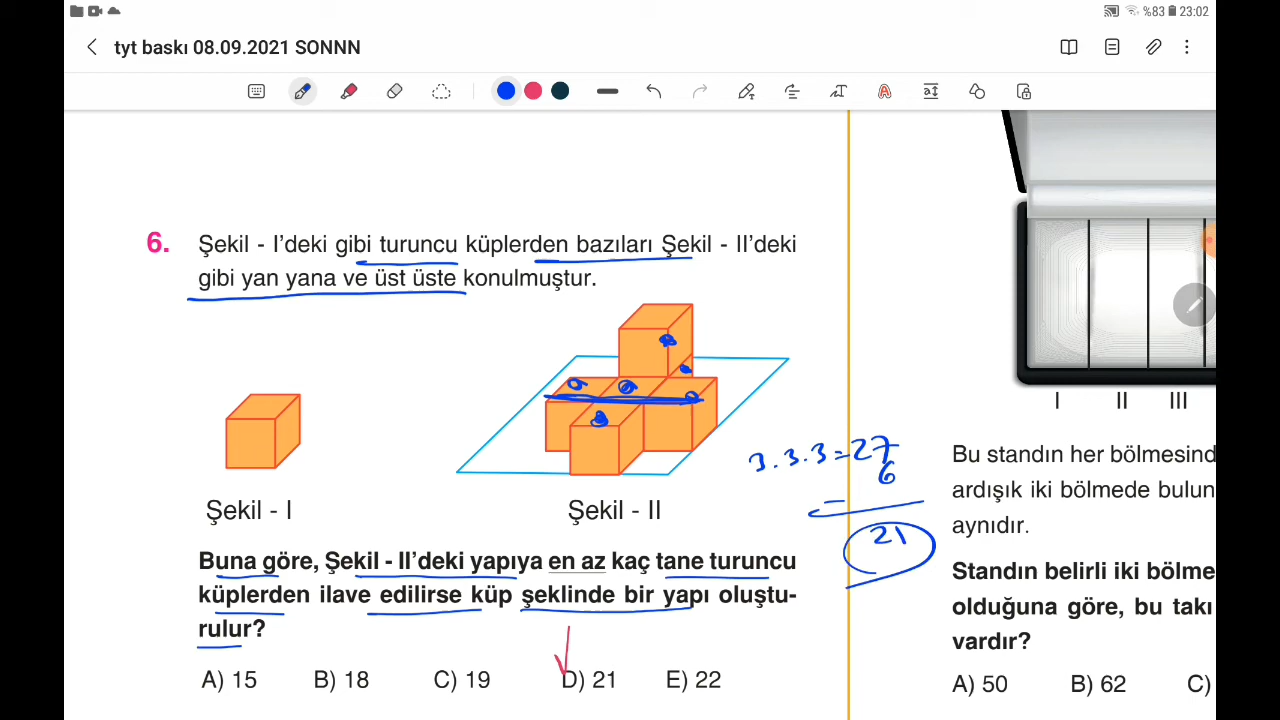 %83 23:02
tyt baskı 08.09.2021 SONNN
6. Şekil - I'deki gibi turuncu küplerden bazıları Şekil - II'deki
gibi yan yana ve üst üste konulmuştur.
Şekil - I
Şekil - II
3.3.3=27
6
21
Buna göre, Şekil - II'deki yapıya en az kaç tane turuncu
küplerden ilave edilirse küp şeklinde bir yapı oluştu-
rulur?
A) 15 B) 18 C) 19 D) 21 E) 22
I II III
Bu standın her bölmesind
ardışık iki bölmede bulun
aynıdır.
Standın belirli iki bölme
olduğuna göre, bu takı
vardır?
A) 50 B) 62 C)